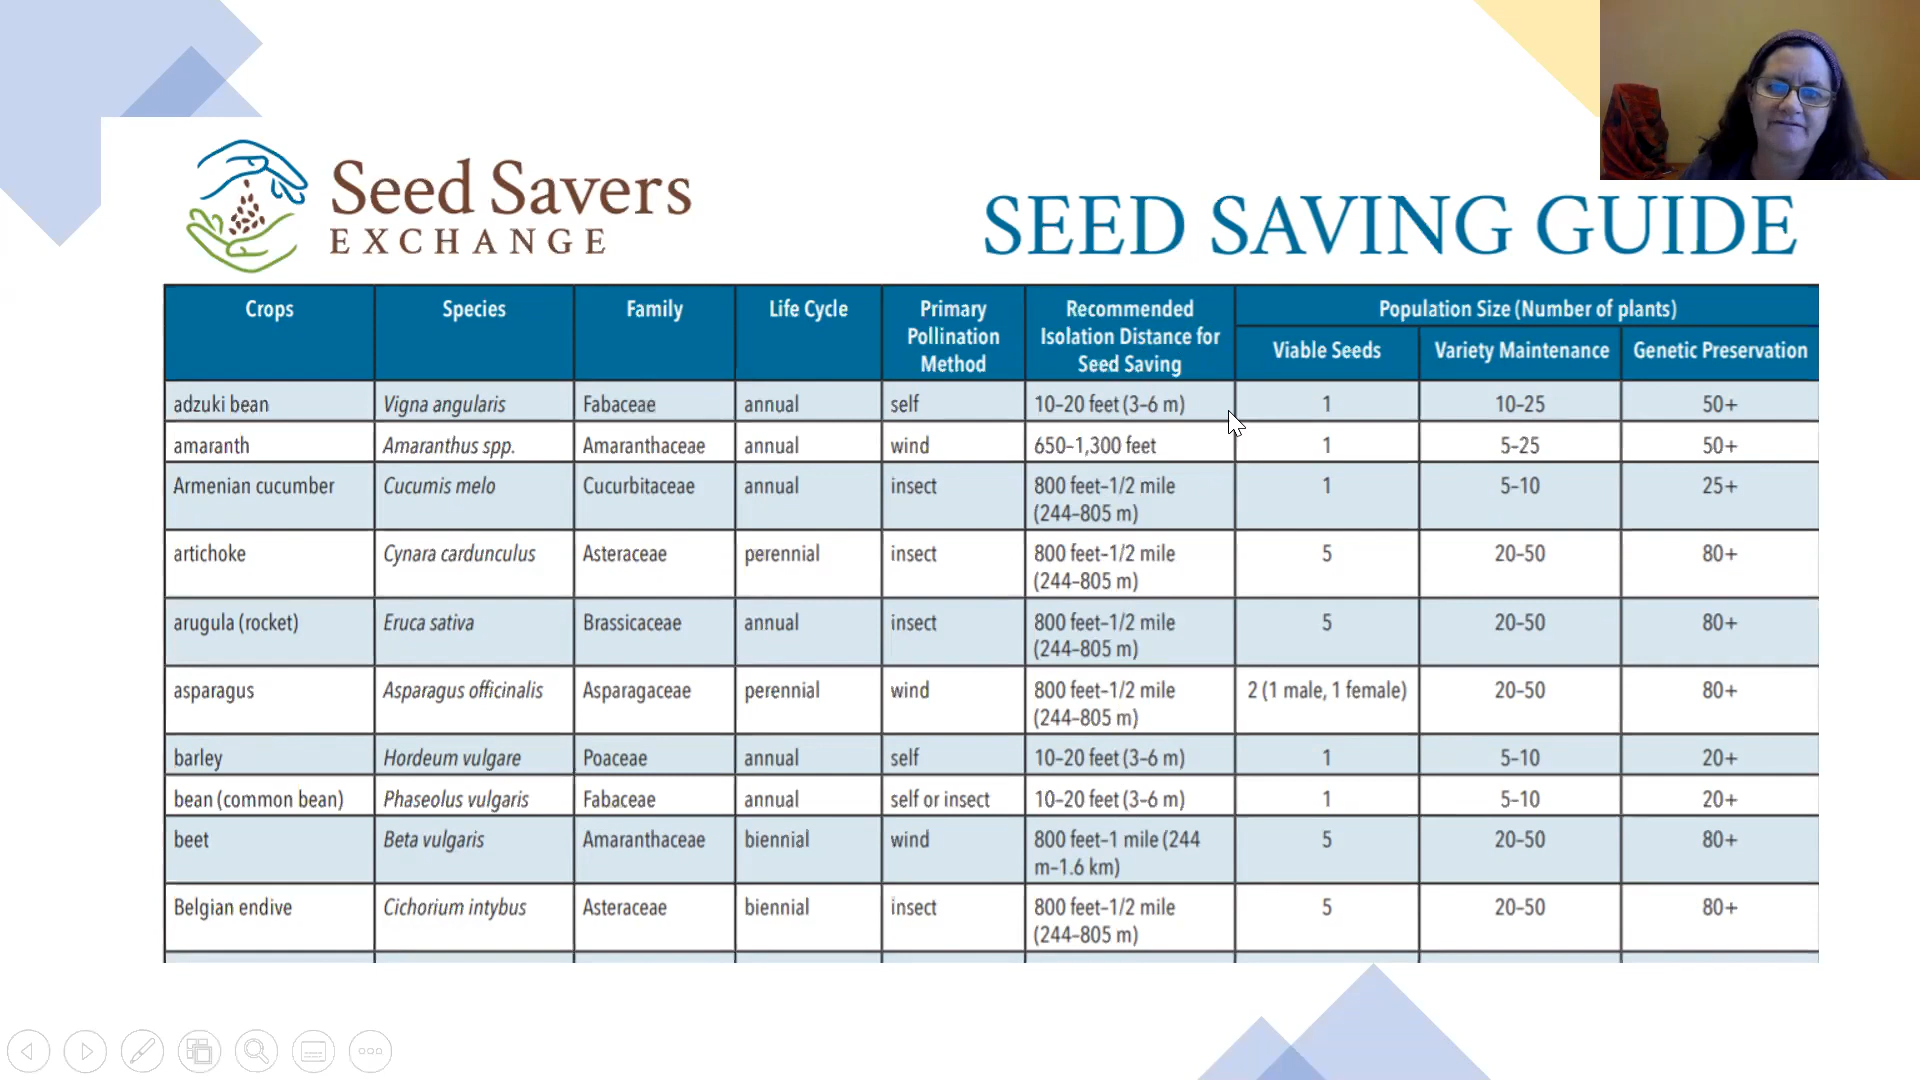 Seed Savers
EXCHANGE
SEED SAVING GUIDE
Crops Species Family Life Cycle Primary Pollination Method Recommended Isolation Distance for Seed Saving Population Size (Number of plants)
Viable Seeds Variety Maintenance Genetic Preservation
adzuki bean Vigna angularis Fabaceae annual self 10–20 feet (3–6 m) 1 10–25 50+
amaranth Amaranthus spp. Amaranthaceae annual wind 650–1,300 feet 1 5–25 50+
Armenian cucumber Cucumis melo Cucurbitaceae annual insect 800 feet–1/2 mile (244–805 m) 1 5–10 25+
artichoke Cynara cardunculus Asteraceae perennial insect 800 feet–1/2 mile (244–805 m) 5 20–50 80+
arugula (rocket) Eruca sativa Brassicaceae annual insect 800 feet–1/2 mile (244–805 m) 5 20–50 80+
asparagus Asparagus officinalis Asparagaceae perennial wind 800 feet–1/2 mile (244–805 m) 2 (1 male, 1 female) 20–50 80+
barley Hordeum vulgare Poaceae annual self 10–20 feet (3–6 m) 1 5–10 20+
bean (common bean) Phaseolus vulgaris Fabaceae annual self or insect 10–20 feet (3–6 m) 1 5–10 20+
beet Beta vulgaris Amaranthaceae biennial wind 800 feet–1 mile (244 m–1.6 km) 5 20–50 80+
Belgian endive Cichorium intybus Asteraceae biennial insect 800 feet–1/2 mile (244–805 m) 5 20–50 80+